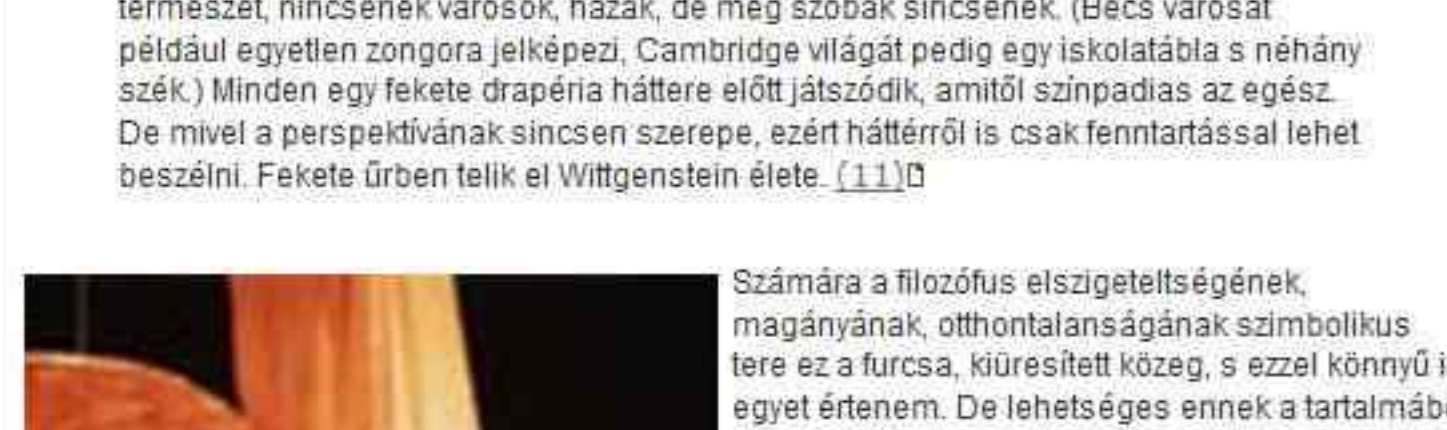 természet, nincsenek városok, házak, de még szobák sincsenek. (Bécs városát
például egyetlen zongora jelképezi, Cambridge világát pedig egy iskolatábla s néhány
szék.) Minden egy fekete drapéria háttere előtt játszódik, amitől színpadias az egész.
De mivel a perspektívának sincsen szerepe, ezért háttérről is csak fenntartással lehet
beszélni. Fekete űrben telik el Wittgenstein élete. (11)
Számára a filozófus elszigeteltségének,
magányának, otthontalanságának szimbolikus
tere ez a furcsa, kiüresített közeg, s ezzel könnyű i
egyet értenem. De lehetséges ennek a tartalmáb